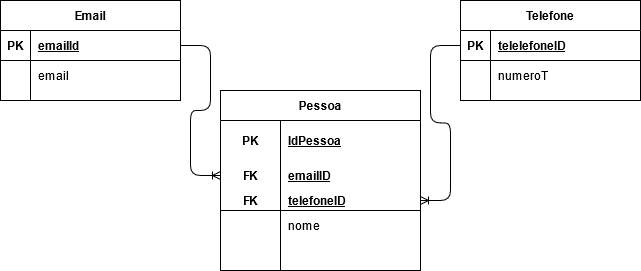 Email
PK emailId
email
Telefone
PK telelefoneID
numeroT
Pessoa
PK IdPessoa
FK emailID
FK telefoneID
nome